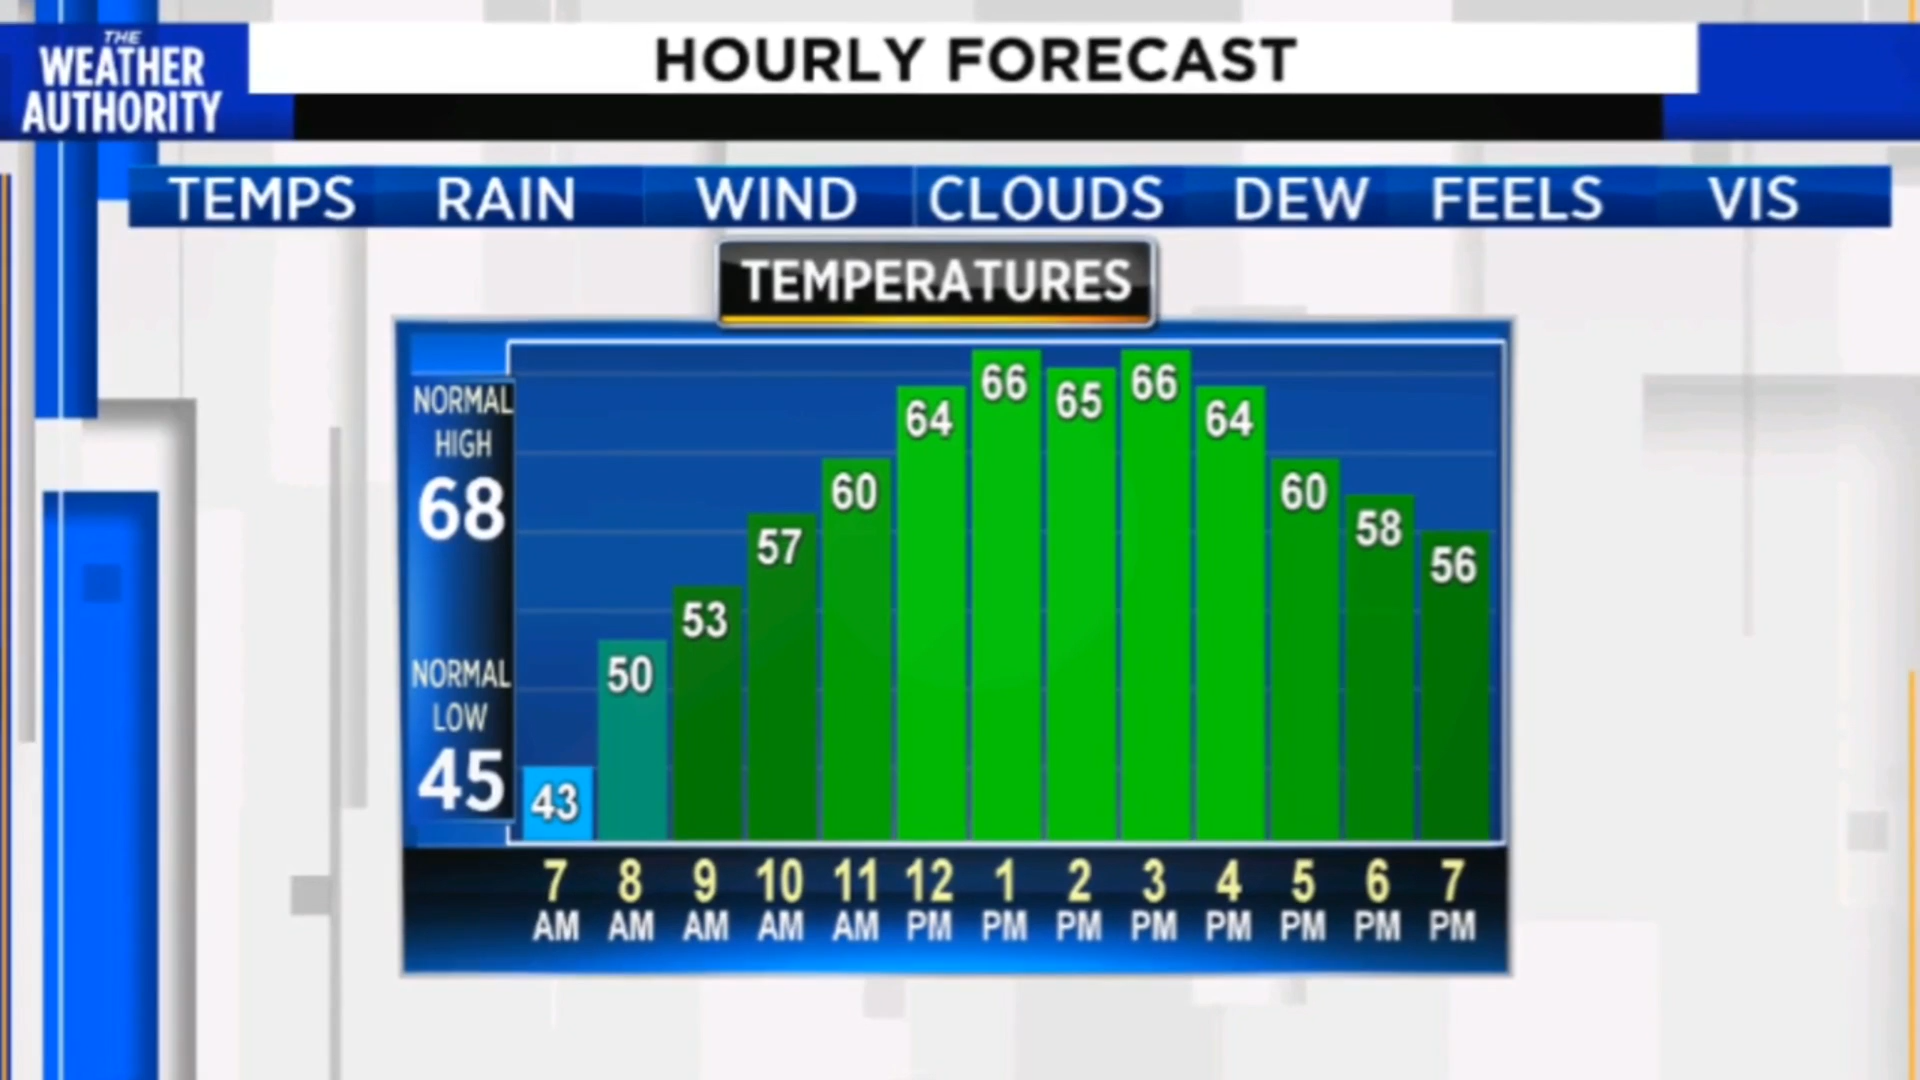 THE
WEATHER
AUTHORITY
HOURLY FORECAST
TEMPS RAIN WIND CLOUDS DEW FEELS VIS
TEMPERATURES
NORMAL
HIGH
68
NORMAL
LOW
45
43 50 53 57 60 64 66 65 66 64 60 58 56
7 8 9 10 11 12 1 2 3 4 5 6 7
AM AM AM AM AM PM PM PM PM PM PM PM PM